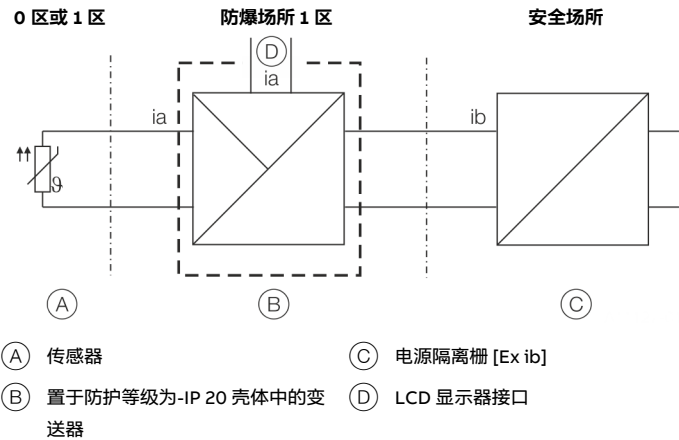 0 区或 1 区
防爆场所 1 区
安全场所
D
ia
ia
ib
ϑ
A
B
C
A 传感器
C 电源隔离栅 [Ex ib]
B 置于防护等级为-IP 20 壳体中的变
送器
D LCD 显示器接口